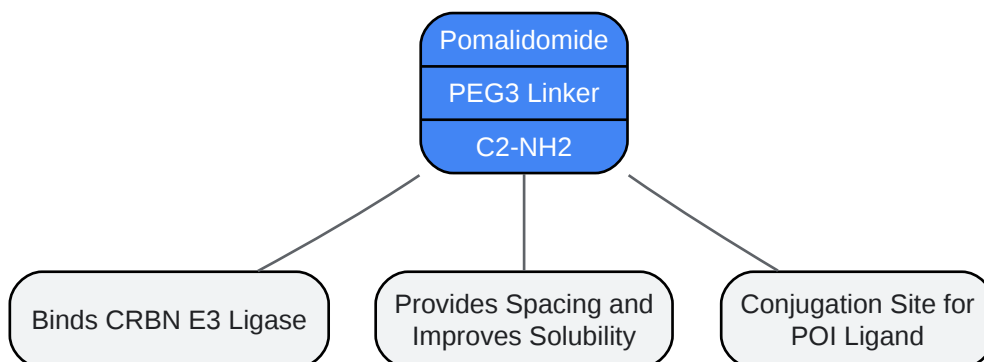 Pomalidomide
PEG3 Linker
C2-NH2
Binds CRBN E3 Ligase
Provides Spacing and
Improves Solubility
Conjugation Site for
POI Ligand